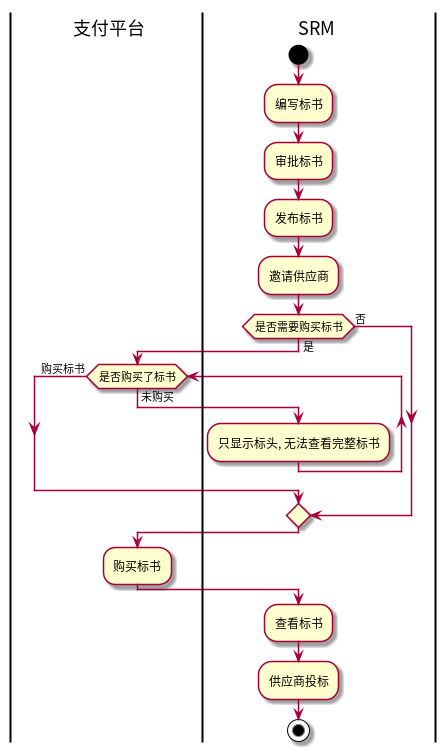 支付平台
SRM
编写标书
审批标书
发布标书
邀请供应商
是否需要购买标书
否
是
购买标书
是否购买了标书
未购买
只显示标头, 无法查看完整标书
购买标书
查看标书
供应商投标